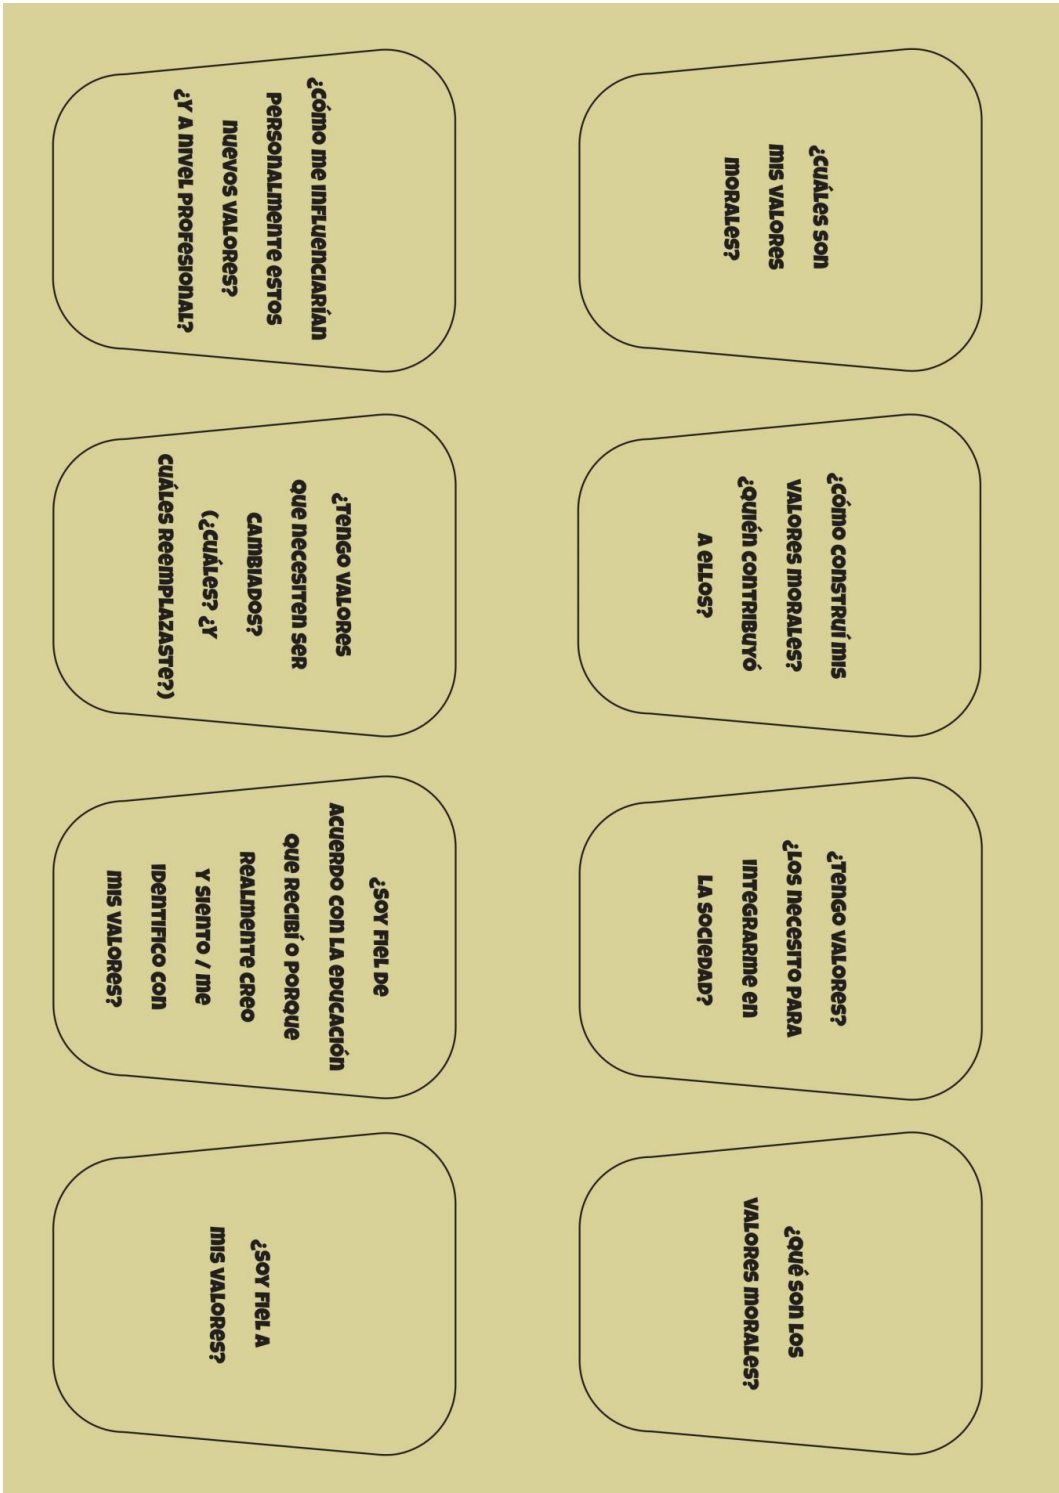 ¿CUÁLES SON
MIS VALORES
MORALES?
¿CÓMO CONSTRUÍ MIS
VALORES MORALES?
¿QUIÉN CONTRIBUYÓ
A ELLOS?
¿TENGO VALORES?
¿LOS NECESITO PARA
INTEGRARME EN
LA SOCIEDAD?
¿QUÉ SON LOS
VALORES MORALES?
¿CÓMO ME INFLUENCIARÍAN
PERSONALMENTE ESTOS
NUEVOS VALORES?
¿Y A NIVEL PROFESIONAL?
¿TENGO VALORES
QUE NECESITEN SER
CAMBIADOS?
(¿CUÁLES? ¿Y
CUÁLES REEMPLAZASTE?)
¿SOY FIEL DE
ACUERDO CON LA EDUCACIÓN
QUE RECIBÍ O PORQUE
REALMENTE CREO
Y SIENTO / ME
IDENTIFICO CON
MIS VALORES?
¿SOY FIEL A
MIS VALORES?